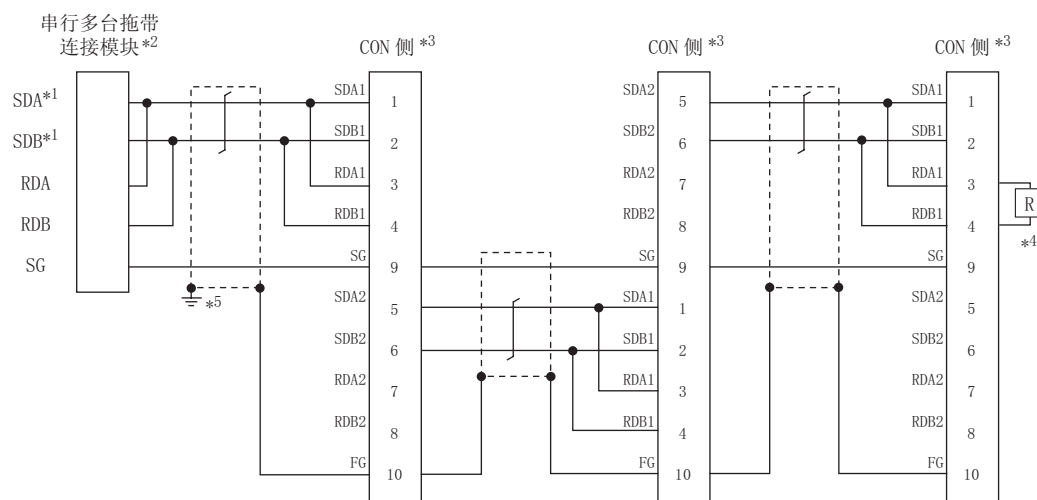 串行多台拖带
连接模块*2
CON 侧 *3
CON 侧 *3
CON 侧 *3
SDA*1
SDB*1
RDA
RDB
SG
*5
SDA1 1
SDB1 2
RDA1 3
RDB1 4
SG 9
SDA2 5
SDB2 6
RDA2 7
RDB2 8
FG 10
SDA2 5
SDB2 6
RDA2 7
RDB2 8
SG 9
SDA1 1
SDB1 2
RDA1 3
RDB1 4
FG 10
SDA1 1
SDB1 2
RDA1 3
RDB1 4
SG 9
SDA2 5
SDB2 6
RDA2 7
RDB2 8
FG 10
R
*4